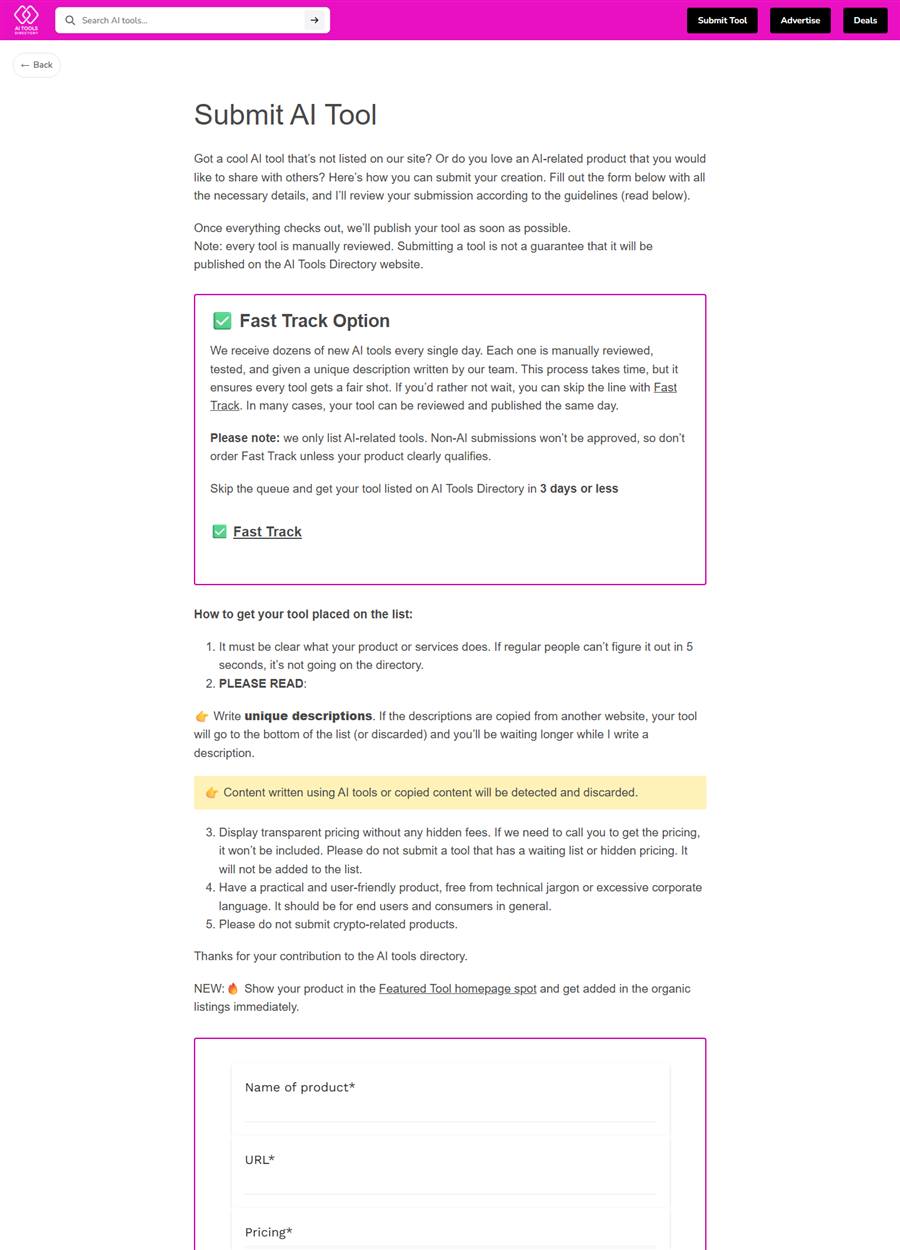 AI TOOLS
DIRECTORY
Search AI tools...
Submit Tool
Advertise
Deals
← Back
Submit AI Tool
Got a cool AI tool that’s not listed on our site? Or do you love an AI-related product that you would
like to share with others? Here’s how you can submit your creation. Fill out the form below with all
the necessary details, and I’ll review your submission according to the guidelines (read below).
Once everything checks out, we’ll publish your tool as soon as possible.
Note: every tool is manually reviewed. Submitting a tool is not a guarantee that it will be
published on the AI Tools Directory website.
✅ Fast Track Option
We receive dozens of new AI tools every single day. Each one is manually reviewed,
tested, and given a unique description written by our team. This process takes time, but it
ensures every tool gets a fair shot. If you’d rather not wait, you can skip the line with Fast
Track. In many cases, your tool can be reviewed and published the same day.
Please note: we only list AI-related tools. Non-AI submissions won’t be approved, so don’t
order Fast Track unless your product clearly qualifies.
Skip the queue and get your tool listed on AI Tools Directory in 3 days or less
✅ Fast Track
How to get your tool placed on the list:
1. It must be clear what your product or services does. If regular people can’t figure it out in 5
seconds, it’s not going on the directory.
2. PLEASE READ:
👉 Write unique descriptions. If the descriptions are copied from another website, your tool
will go to the bottom of the list (or discarded) and you’ll be waiting longer while I write a
description.
👉 Content written using AI tools or copied content will be detected and discarded.
3. Display transparent pricing without any hidden fees. If we need to call you to get the pricing,
it won’t be included. Please do not submit a tool that has a waiting list or hidden pricing. It
will not be added to the list.
4. Have a practical and user-friendly product, free from technical jargon or excessive corporate
language. It should be for end users and consumers in general.
5. Please do not submit crypto-related products.
Thanks for your contribution to the AI tools directory.
NEW:🔥 Show your product in the Featured Tool homepage spot and get added in the organic
listings immediately.
Name of product*
URL*
Pricing*